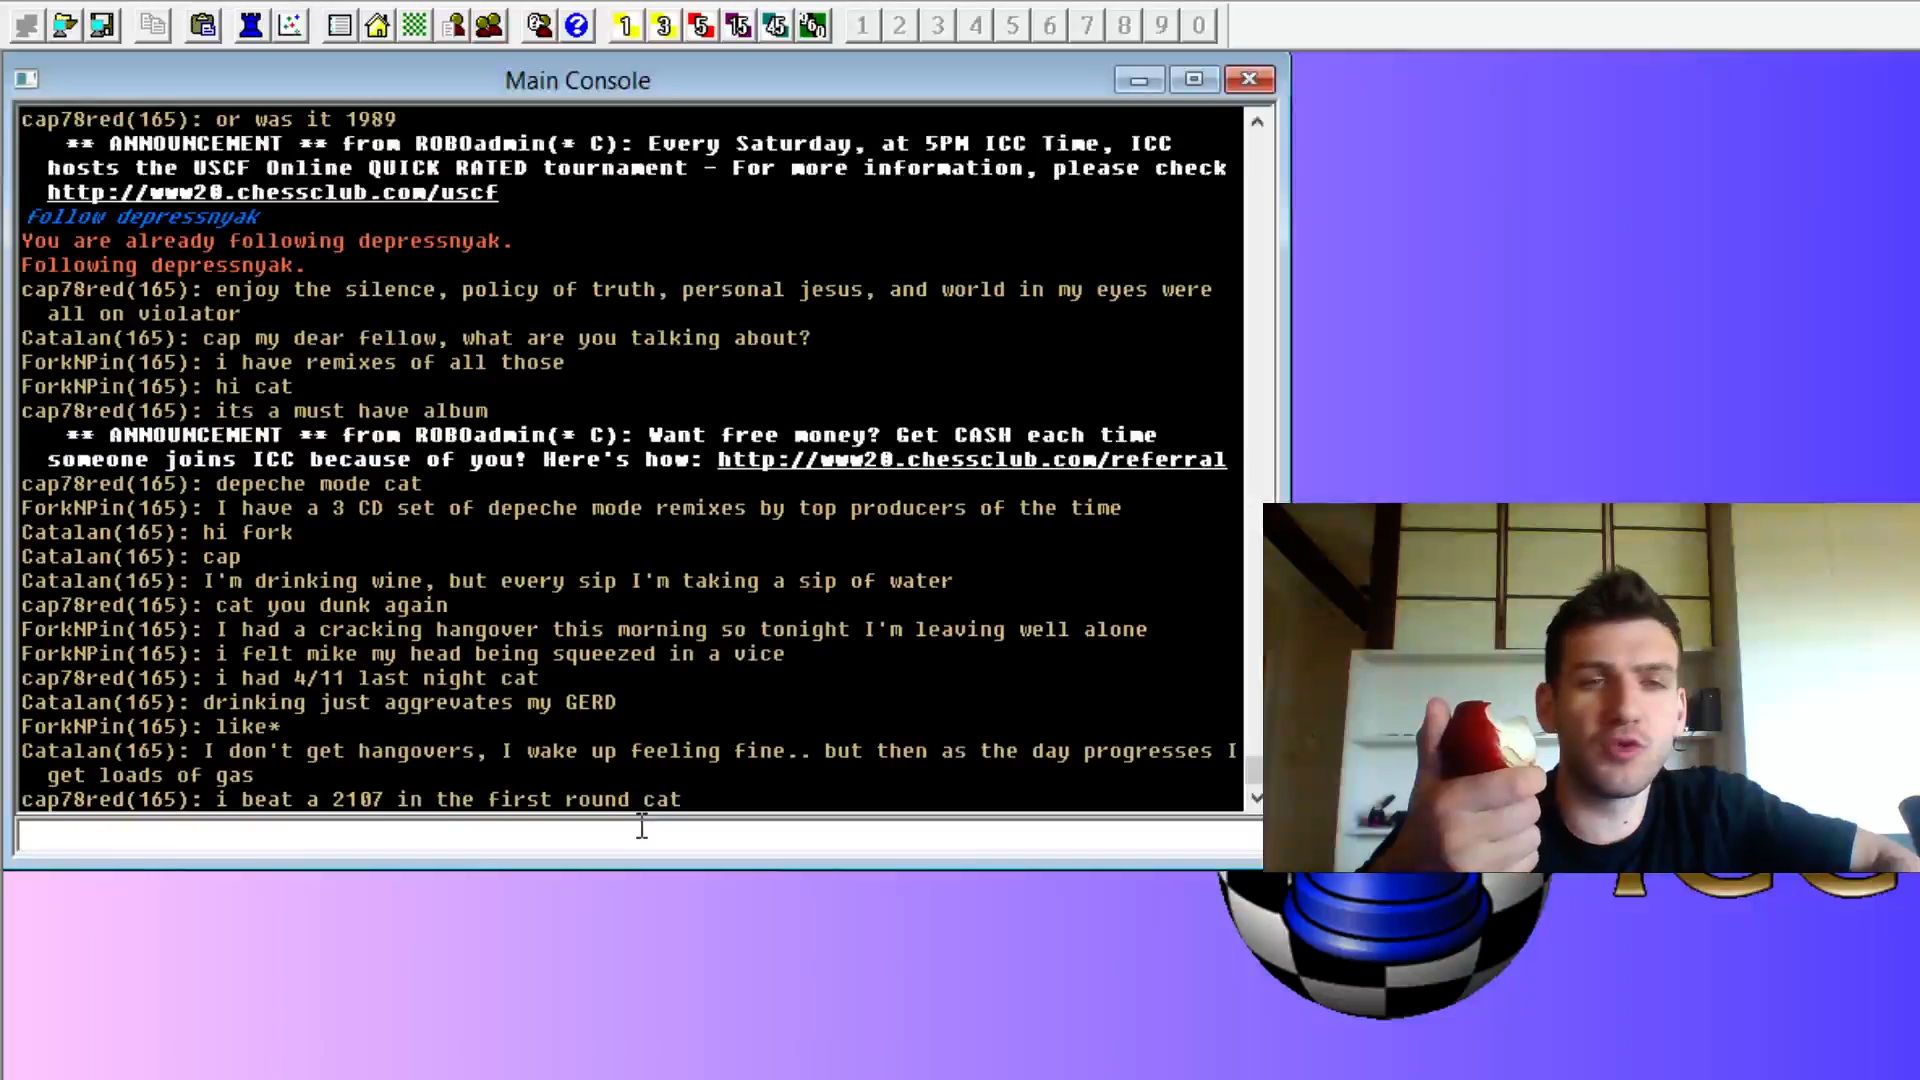 1 3 5 15 45 960 1 2 3 4 5 6 7 8 9 0
Main Console
cap78red(165): or was it 1989
** ANNOUNCEMENT ** from ROBOadmin(* C): Every Saturday, at 5PM ICC Time, ICC
hosts the USCF Online QUICK RATED tournament - For more information, please check
http://www20.chessclub.com/uscf
Follow depressnyak
You are already following depressnyak.
Following depressnyak.
cap78red(165): enjoy the silence, policy of truth, personal jesus, and world in my eyes were
all on violator
Catalan(165): cap my dear fellow, what are you talking about?
ForkNPin(165): i have remixes of all those
ForkNPin(165): hi cat
cap78red(165): its a must have album
** ANNOUNCEMENT ** from ROBOadmin(* C): Want free money? Get CASH each time
someone joins ICC because of you! Here's how: http://www20.chessclub.com/referral
cap78red(165): depeche mode cat
ForkNPin(165): I have a 3 CD set of depeche mode remixes by top producers of the time
Catalan(165): hi fork
Catalan(165): cap
Catalan(165): I'm drinking wine, but every sip I'm taking a sip of water
cap78red(165): cat you dunk again
ForkNPin(165): I had a cracking hangover this morning so tonight I'm leaving well alone
ForkNPin(165): i felt mike my head being squeezed in a vice
cap78red(165): i had 4/11 last night cat
Catalan(165): drinking just aggrevates my GERD
ForkNPin(165): like*
Catalan(165): I don't get hangovers, I wake up feeling fine.. but then as the day progresses I
get loads of gas
cap78red(165): i beat a 2107 in the first round cat